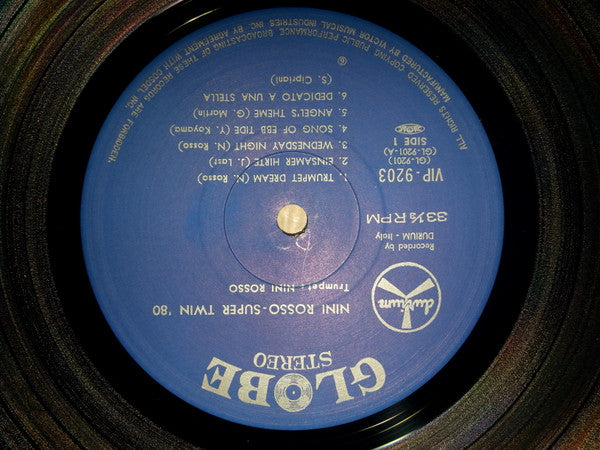 GLOBE
STEREO
NINI ROSSO-SUPER TWIN '80
Trumpet : NINI ROSSO
durium
Recorded by
DURIUM - Italy
33⅓ RPM
VIP-9203
(GL-9201)
(GL-9201-A)
SIDE 1
1. TRUMPET DREAM (N. Rosso)
2. EINSAMER HIRTE (J. Last)
3. WEDNESDAY NIGHT (N. Rosso)
4. SONG OF EBB TIDE (Y. Koyama)
5. ANGEL'S THEME (G. Martin)
6. DEDICATO A UNA STELLA
(S. Cipriani)
Ⓟ
ALL RIGHTS RESERVED. COPYING, PUBLIC PERFORMANCE, BROADCASTING OF THESE RECORDS ARE FORBIDDEN.
MANUFACTURED BY VICTOR MUSICAL INDUSTRIES INC. BY AGREEMENT WITH GOSDEL INC.